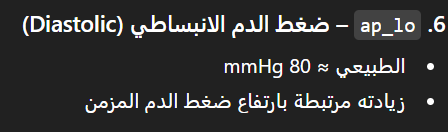 6. ap_lo – ضغط الدم الانبساطي (Diastolic)
الطبيعي ≈ 80 mmHg
زيادته مرتبطة بارتفاع ضغط الدم المزمن